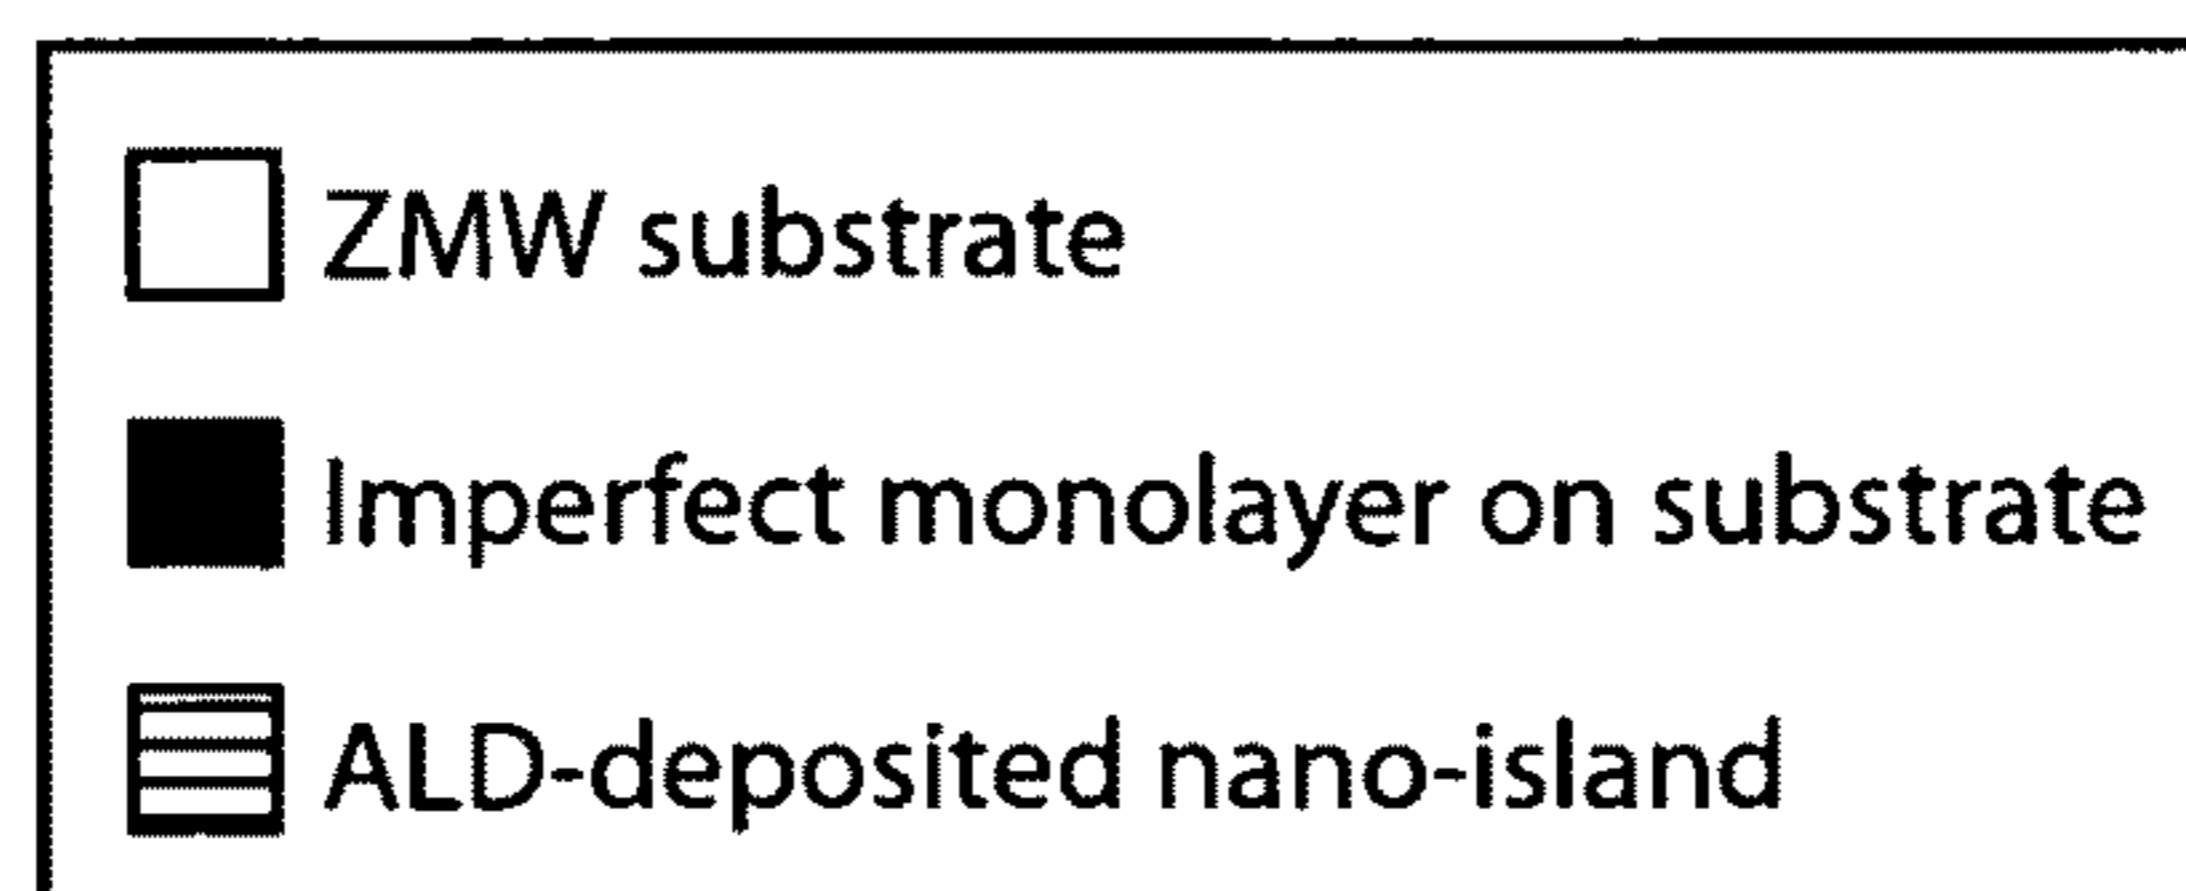 ZMW substrate
Imperfect monolayer on substrate
ALD-deposited nano-island